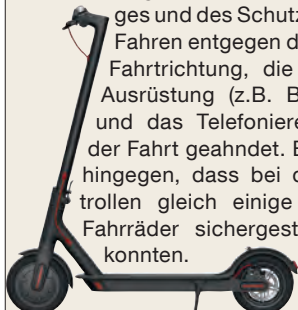 ges und des Schutz
Fahren entgegen d
Fahrtrichtung, die
Ausrüstung (z.B. B
und das Telefoniere
der Fahrt geahndet. E
hingegen, dass bei d
trollen gleich einige
Fahrräder sichergest
konnten.